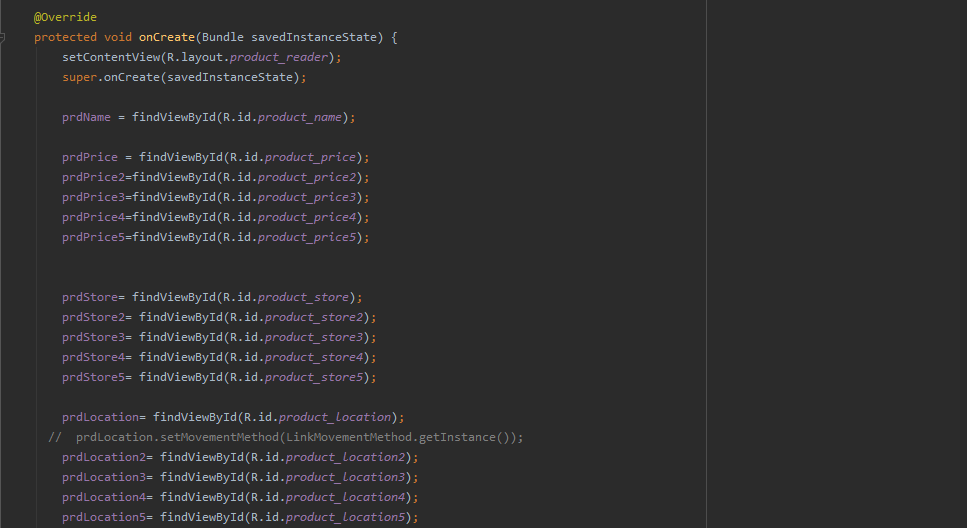 @Override
protected void onCreate(Bundle savedInstanceState) {
setContentView(R.layout.product_reader);
super.onCreate(savedInstanceState);
prdName = findViewById(R.id.product_name);
prdPrice = findViewById(R.id.product_price);
prdPrice2=findViewById(R.id.product_price2);
prdPrice3=findViewById(R.id.product_price3);
prdPrice4=findViewById(R.id.product_price4);
prdPrice5=findViewById(R.id.product_price5);
prdStore= findViewById(R.id.product_store);
prdStore2= findViewById(R.id.product_store2);
prdStore3= findViewById(R.id.product_store3);
prdStore4= findViewById(R.id.product_store4);
prdStore5= findViewById(R.id.product_store5);
prdLocation= findViewById(R.id.product_location);
//  prdLocation.setMovementMethod(LinkMovementMethod.getInstance());
prdLocation2= findViewById(R.id.product_location2);
prdLocation3= findViewById(R.id.product_location3);
prdLocation4= findViewById(R.id.product_location4);
prdLocation5= findViewById(R.id.product_location5);